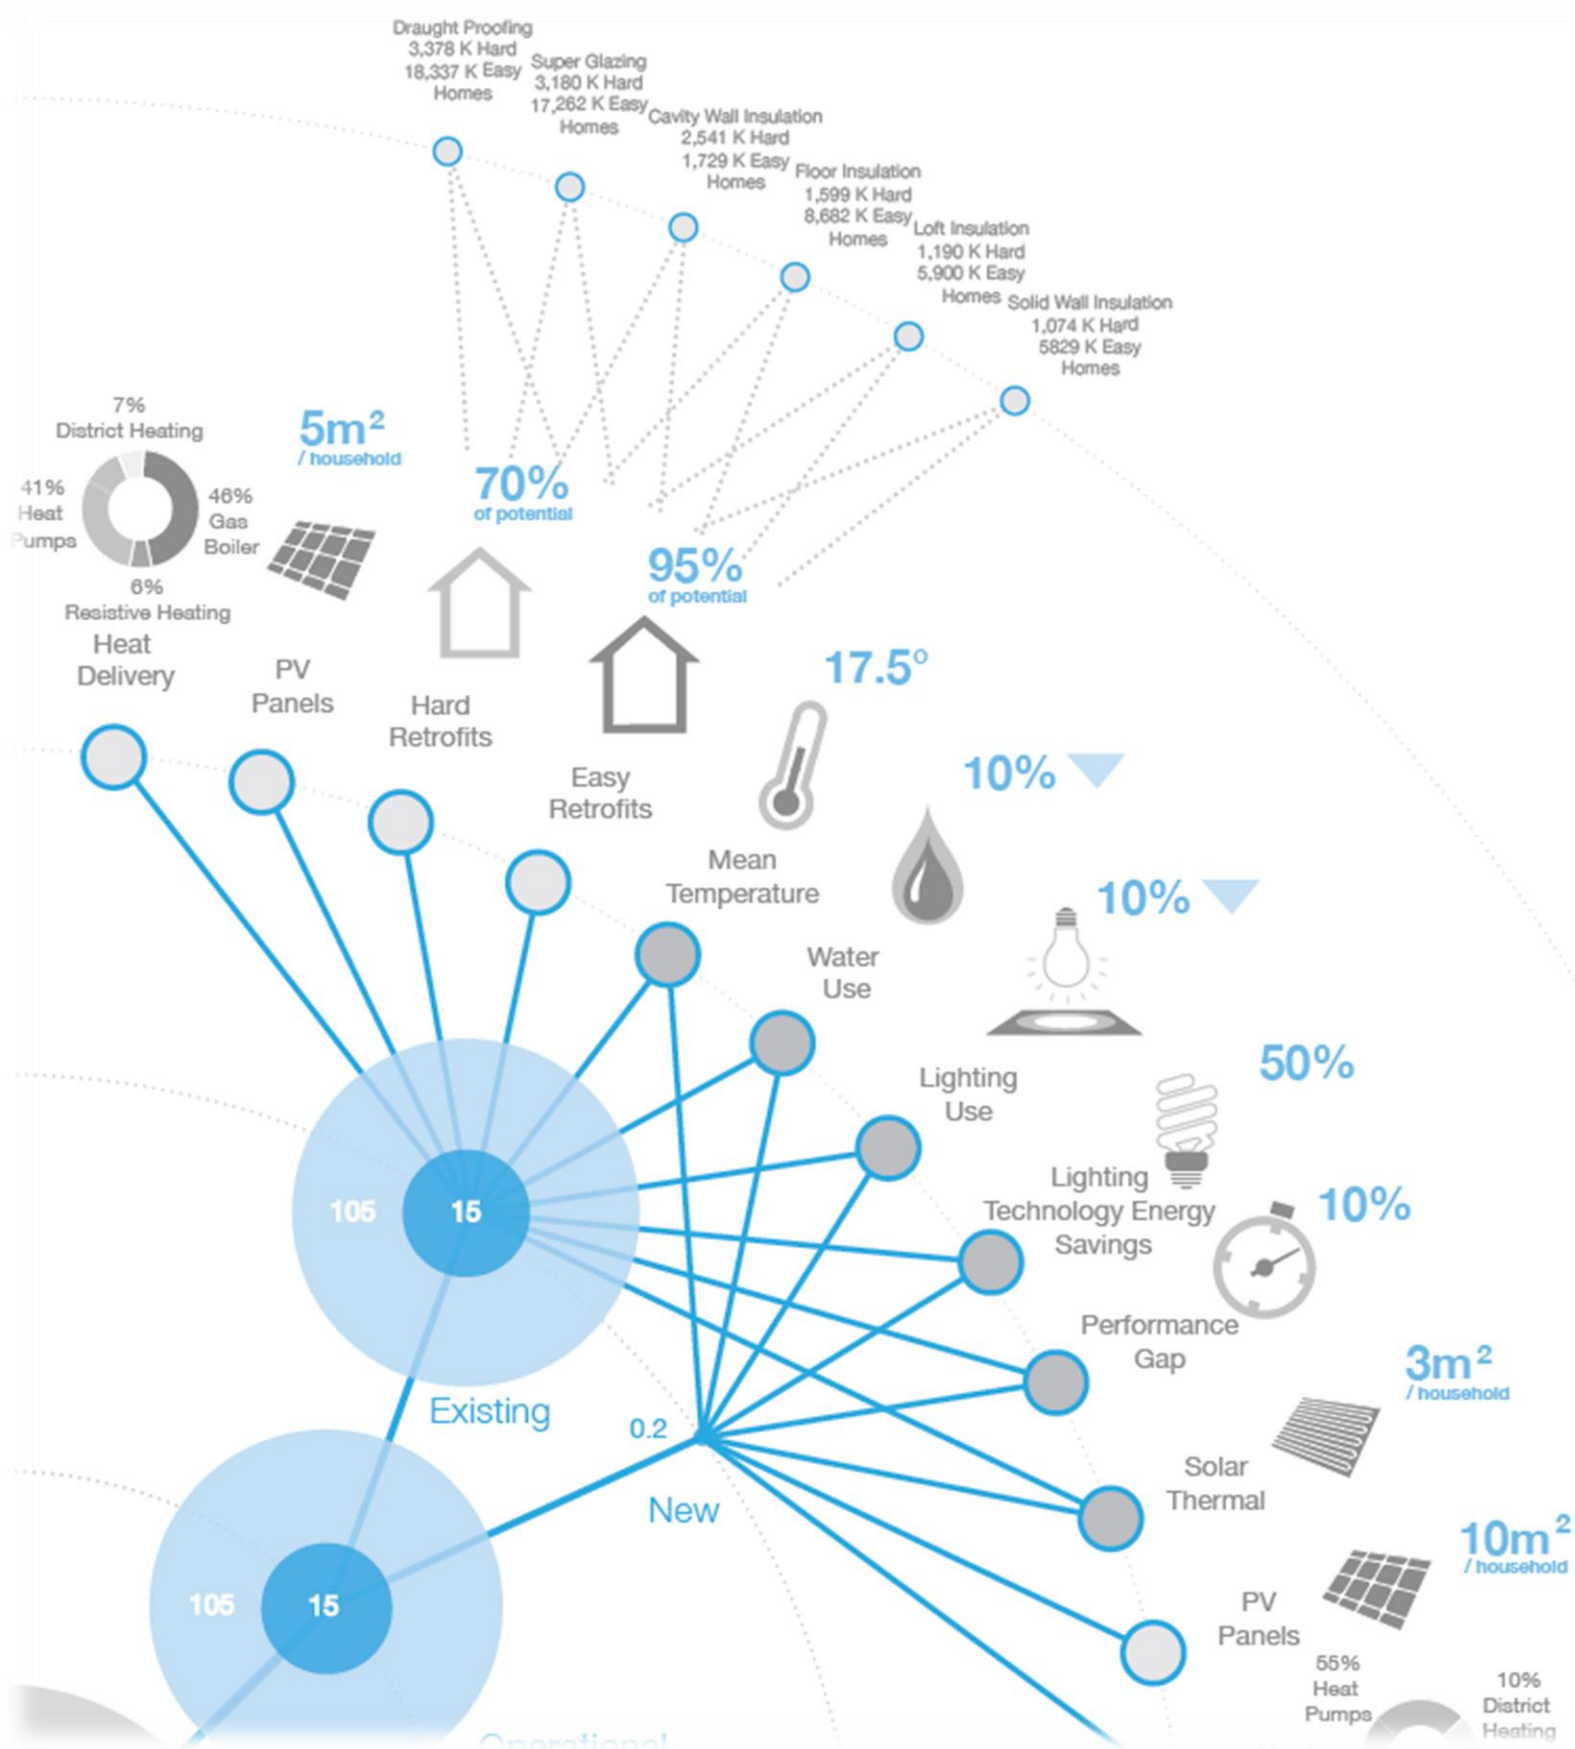 Draught Proofing
3,378 K Hard
18,337 K Easy
Homes
Super Glazing
3,180 K Hard
17,262 K Easy
Homes
Cavity Wall Insulation
2,541 K Hard
1,729 K Easy
Homes
Floor Insulation
1,599 K Hard
8,682 K Easy
Homes
Loft Insulation
1,190 K Hard
5,900 K Easy
Homes
Solid Wall Insulation
1,074 K Hard
5829 K Easy
Homes
7%
District Heating
41%
Heat
Pumps
46%
Gas
Boiler
6%
Resistive Heating
Heat
Delivery
5m²
/ household
PV
Panels
70%
of potential
Hard
Retrofits
95%
of potential
Easy
Retrofits
17.5°
Mean
Temperature
10%
Water
Use
10%
Lighting
Use
50%
Lighting
Technology Energy
Savings
10%
Performance
Gap
3m²
/ household
Solar
Thermal
10m²
/ household
PV
Panels
55%
Heat
Pumps
10%
District
Heating
105
15
Existing
0.2
New
105
15
Operational